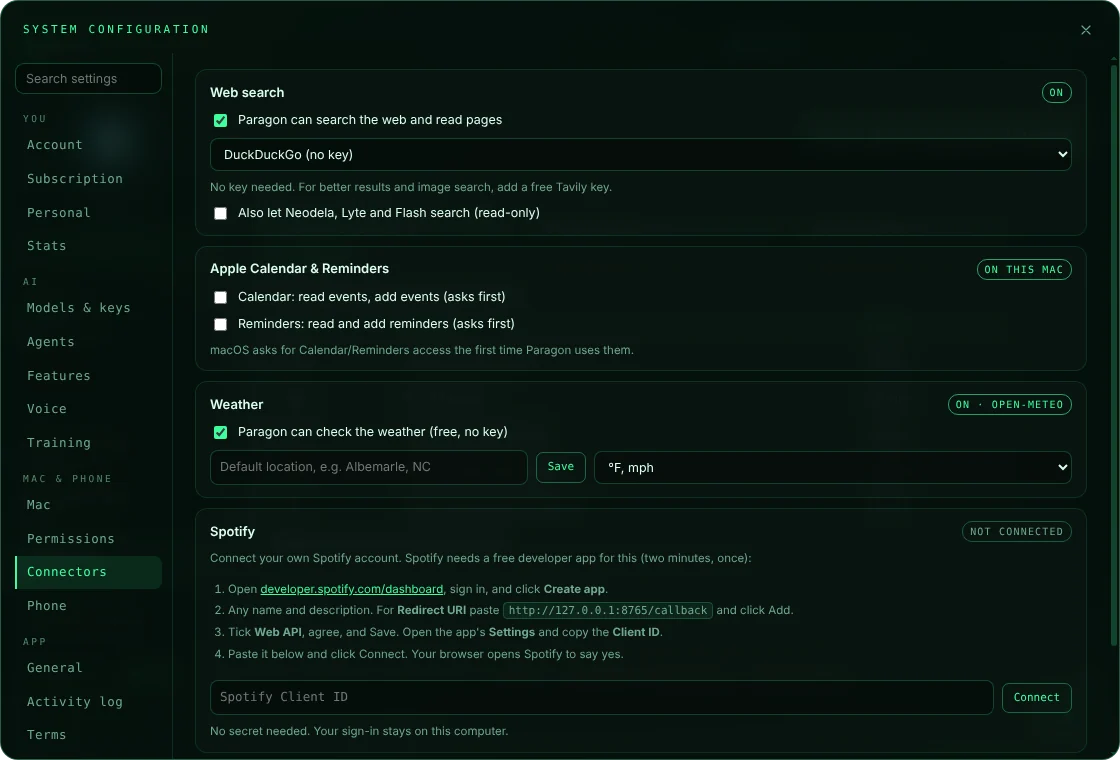 SYSTEM CONFIGURATION
Search settings
YOU
Account
Subscription
Personal
Stats
AI
Models & keys
Agents
Features
Voice
Training
MAC & PHONE
Mac
Permissions
Connectors
Phone
APP
General
Activity log
Terms
Web search
ON
Paragon can search the web and read pages
DuckDuckGo (no key)
No key needed. For better results and image search, add a free Tavily key.
Also let Neodela, Lyte and Flash search (read-only)
Apple Calendar & Reminders
ON THIS MAC
Calendar: read events, add events (asks first)
Reminders: read and add reminders (asks first)
macOS asks for Calendar/Reminders access the first time Paragon uses them.
Weather
ON · OPEN-METEO
Paragon can check the weather (free, no key)
Default location, e.g. Albemarle, NC
Save
°F, mph
Spotify
NOT CONNECTED
Connect your own Spotify account. Spotify needs a free developer app for this (two minutes, once):
1. Open developer.spotify.com/dashboard, sign in, and click Create app.
2. Any name and description. For Redirect URI paste http://127.0.0.1:8765/callback and click Add.
3. Tick Web API, agree, and Save. Open the app's Settings and copy the Client ID.
4. Paste it below and click Connect. Your browser opens Spotify to say yes.
Spotify Client ID
Connect
No secret needed. Your sign-in stays on this computer.